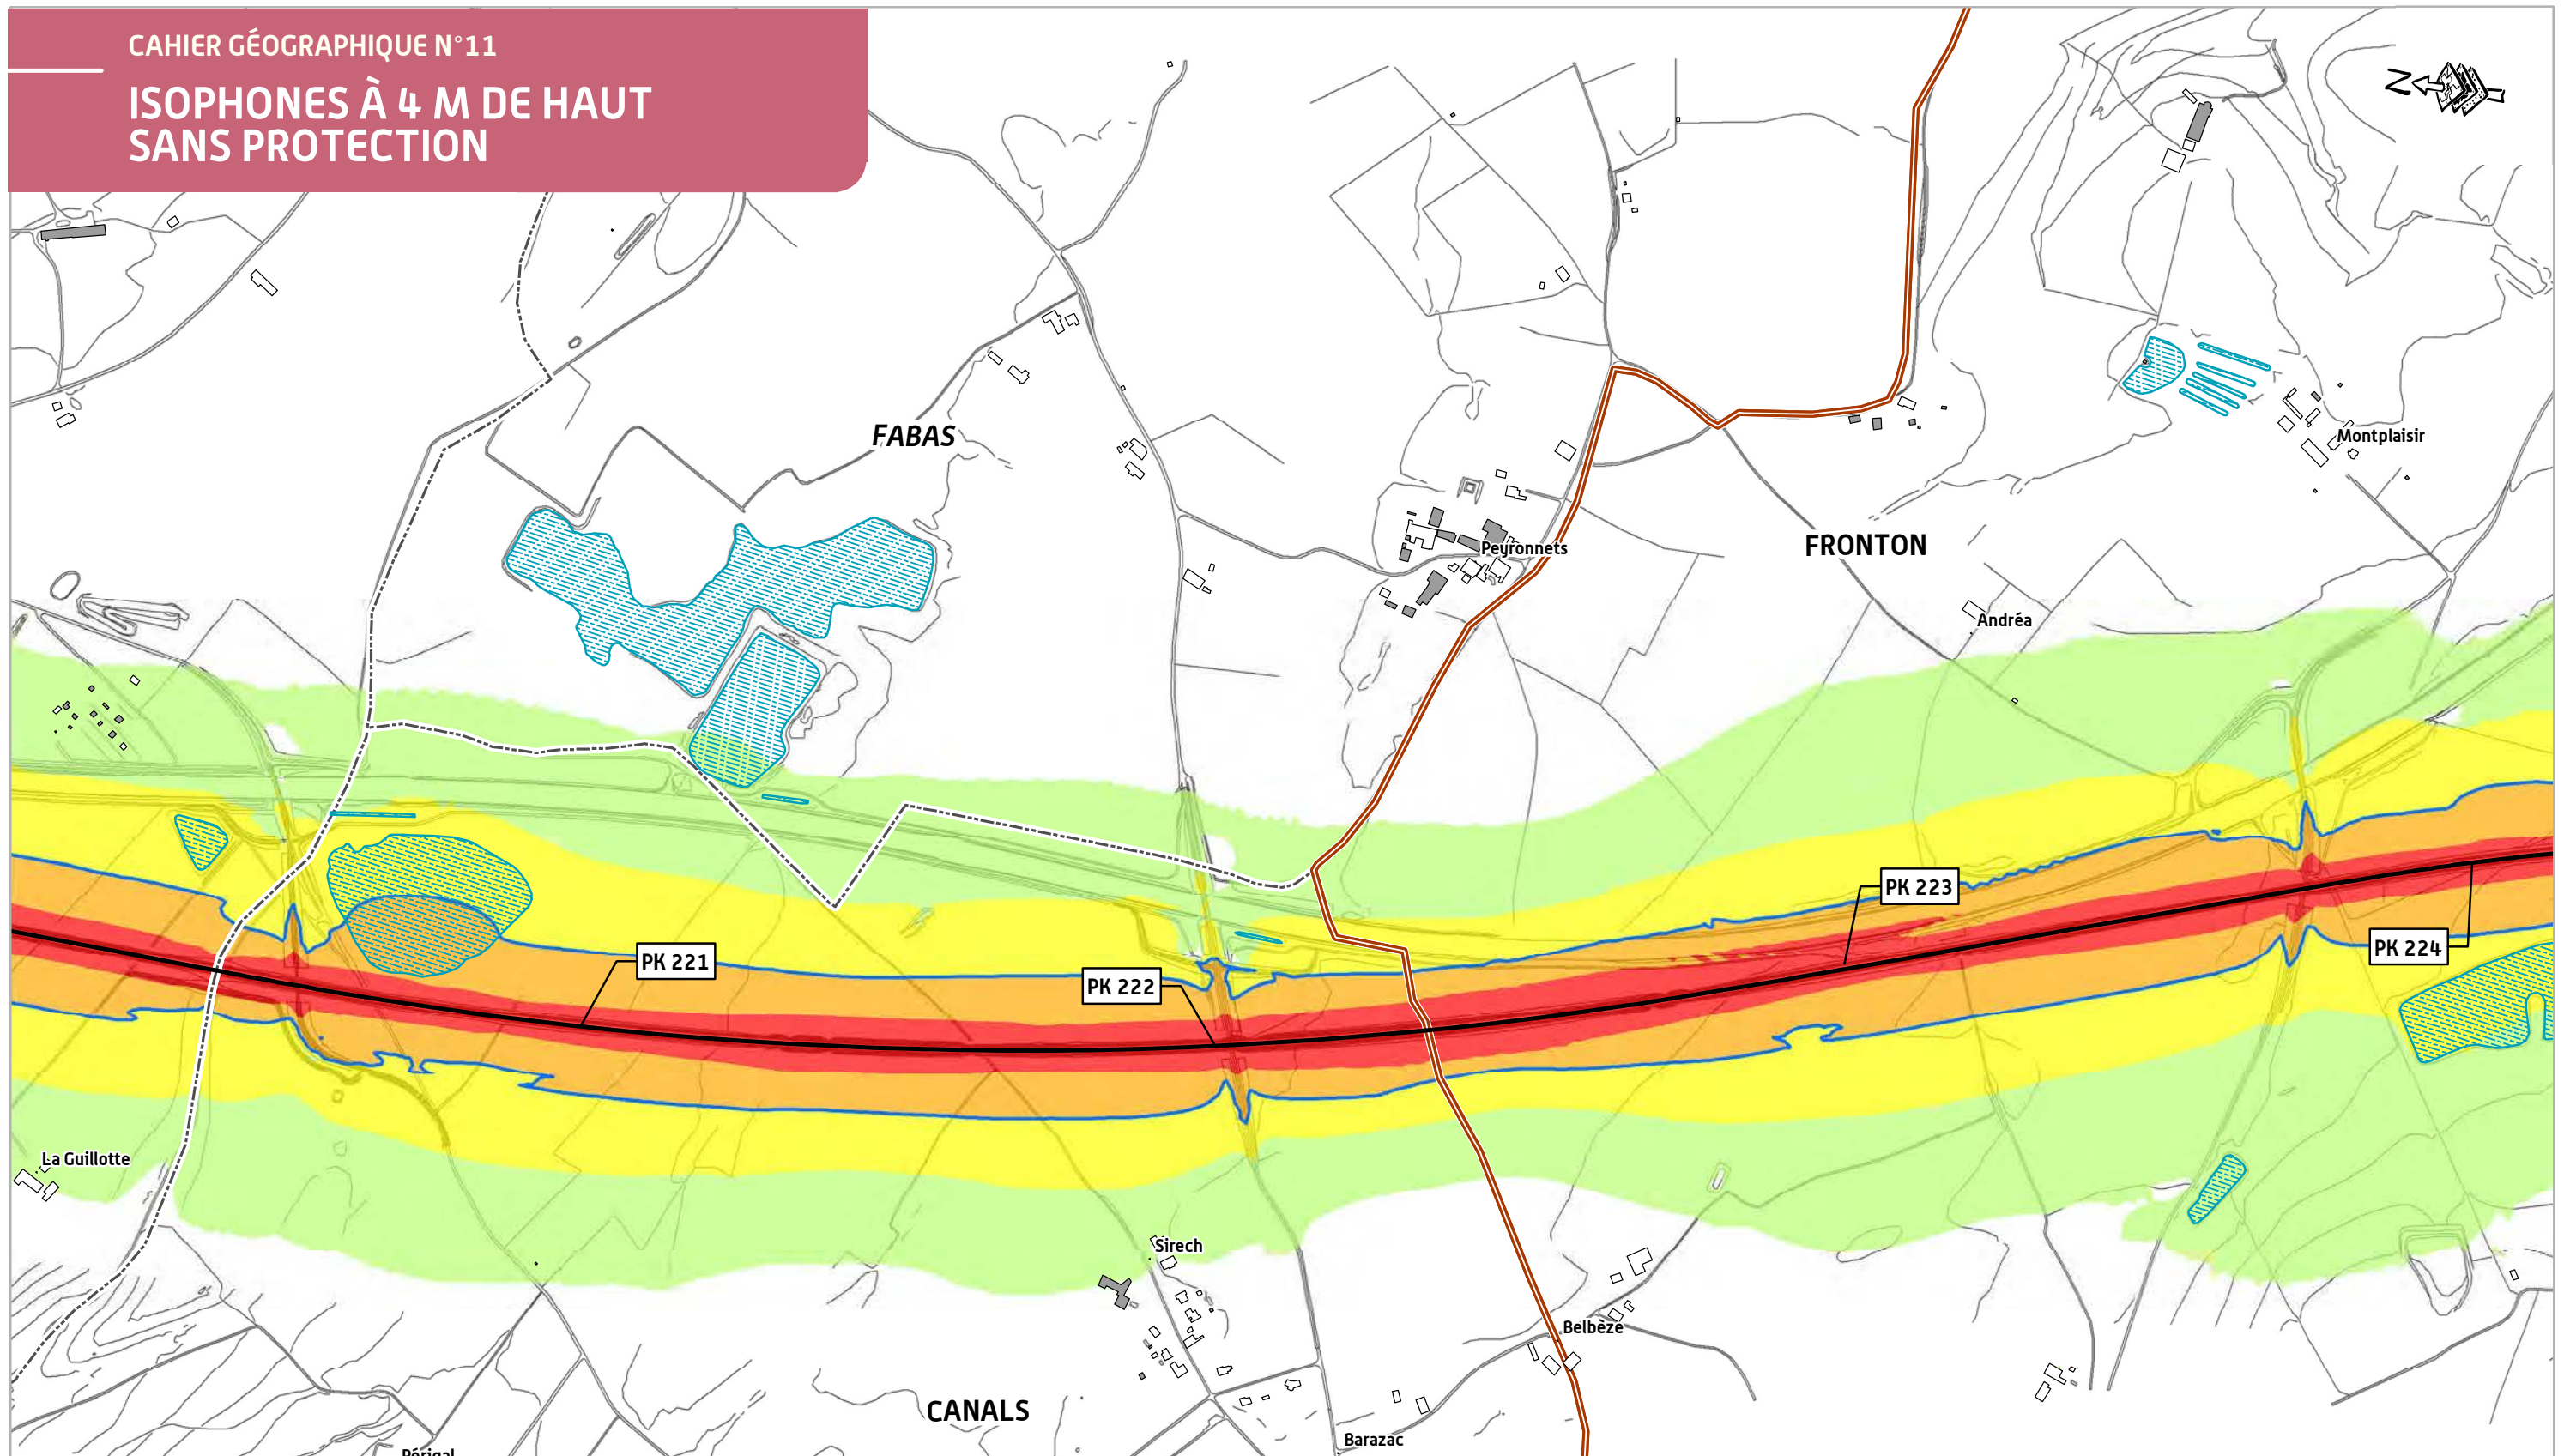 CAHIER GÉOGRAPHIQUE N°11
ISOPHONES À 4 M DE HAUT
SANS PROTECTION
N
FABAS
Montplaisir
Peyronnets
FRONTON
Andréa
PK 223
PK 224
PK 221
PK 222
La Guillotte
Sirech
Belbèze
CANALS
Barazac
Périgal